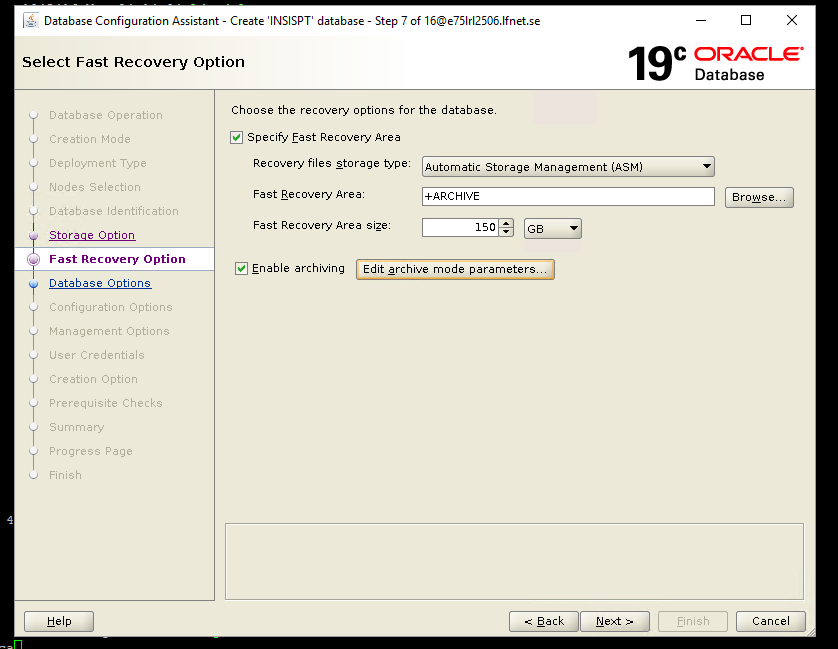 Database Configuration Assistant - Create 'INSISPT' database - Step 7 of 16@e75lrl2506.lfnet.se
Select Fast Recovery Option
19c ORACLE
Database
Database Operation
Creation Mode
Deployment Type
Nodes Selection
Database Identification
Storage Option
Fast Recovery Option
Database Options
Configuration Options
Management Options
User Credentials
Creation Option
Prerequisite Checks
Summary
Progress Page
Finish
Choose the recovery options for the database.
Specify Fast Recovery Area
Recovery files storage type: Automatic Storage Management (ASM)
Fast Recovery Area: +ARCHIVE Browse...
Fast Recovery Area size: 150 GB
Enable archiving Edit archive mode parameters...
4
Help < Back Next > Finish Cancel